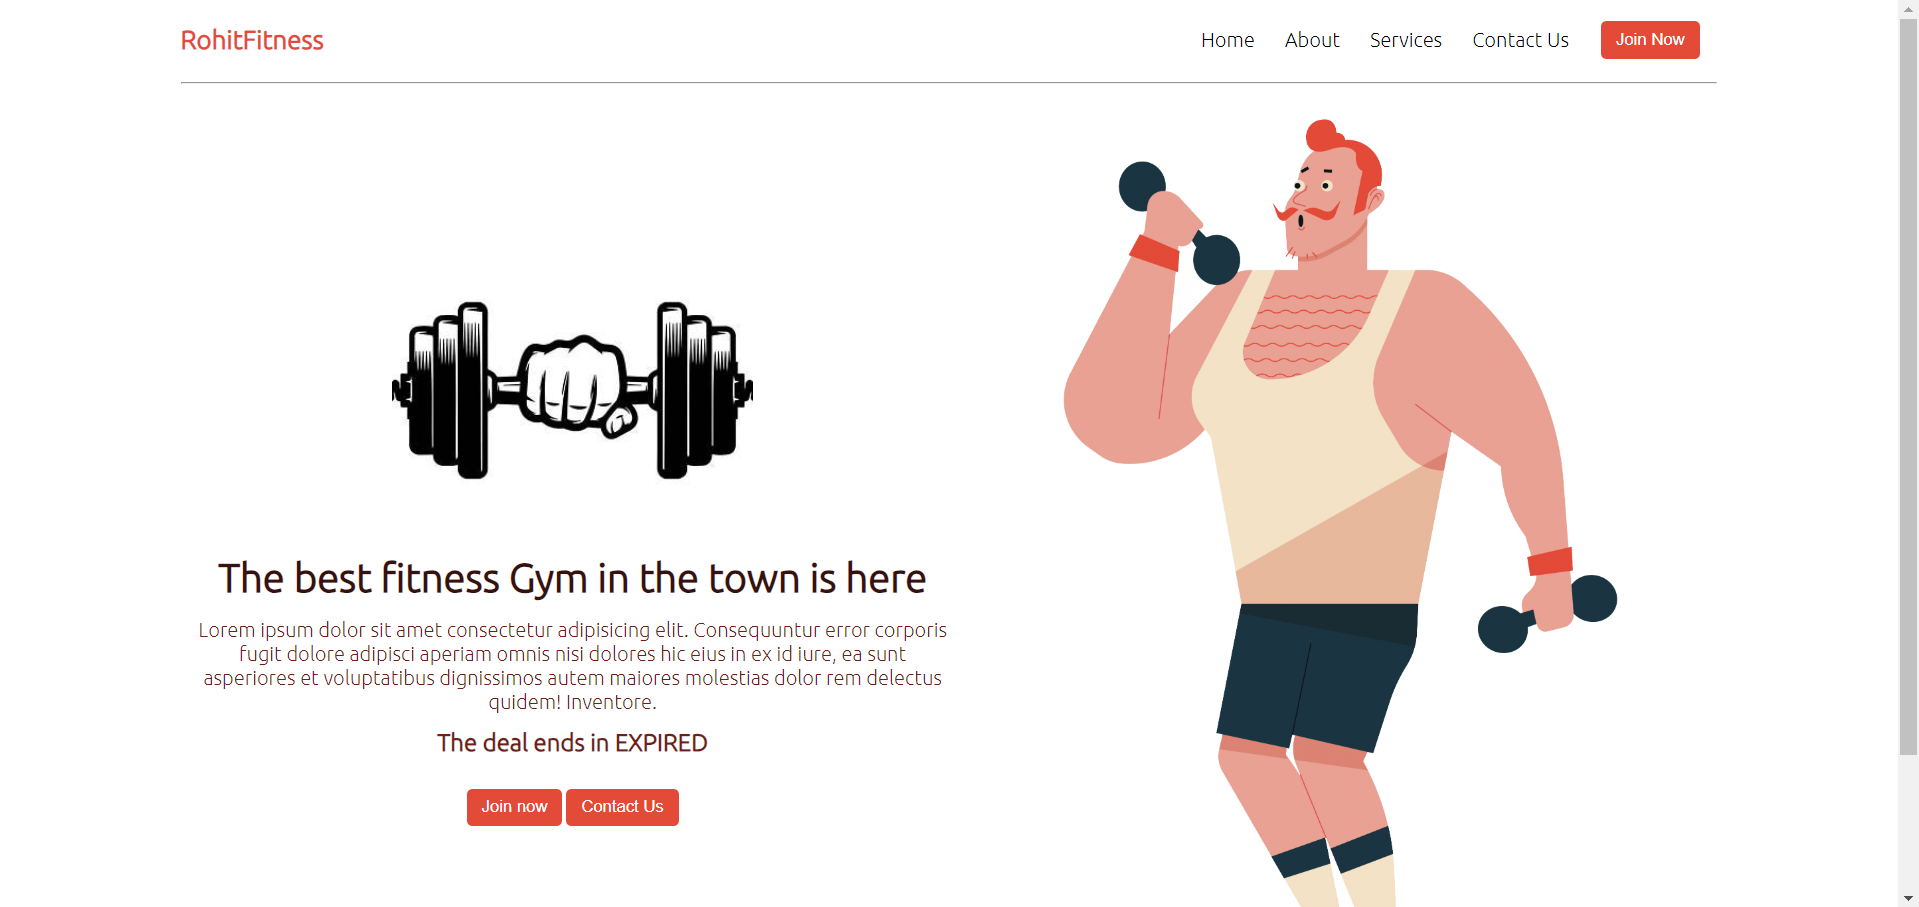 RohitFitness
Home About Services Contact Us Join Now
The best fitness Gym in the town is here
Lorem ipsum dolor sit amet consectetur adipisicing elit. Consequuntur error corporis
fugit dolore adipisci aperiam omnis nisi dolores hic eius in ex id iure, ea sunt
asperiores et voluptatibus dignissimos autem maiores molestias dolor rem delectus
quidem! Inventore.
The deal ends in EXPIRED
Join now Contact Us